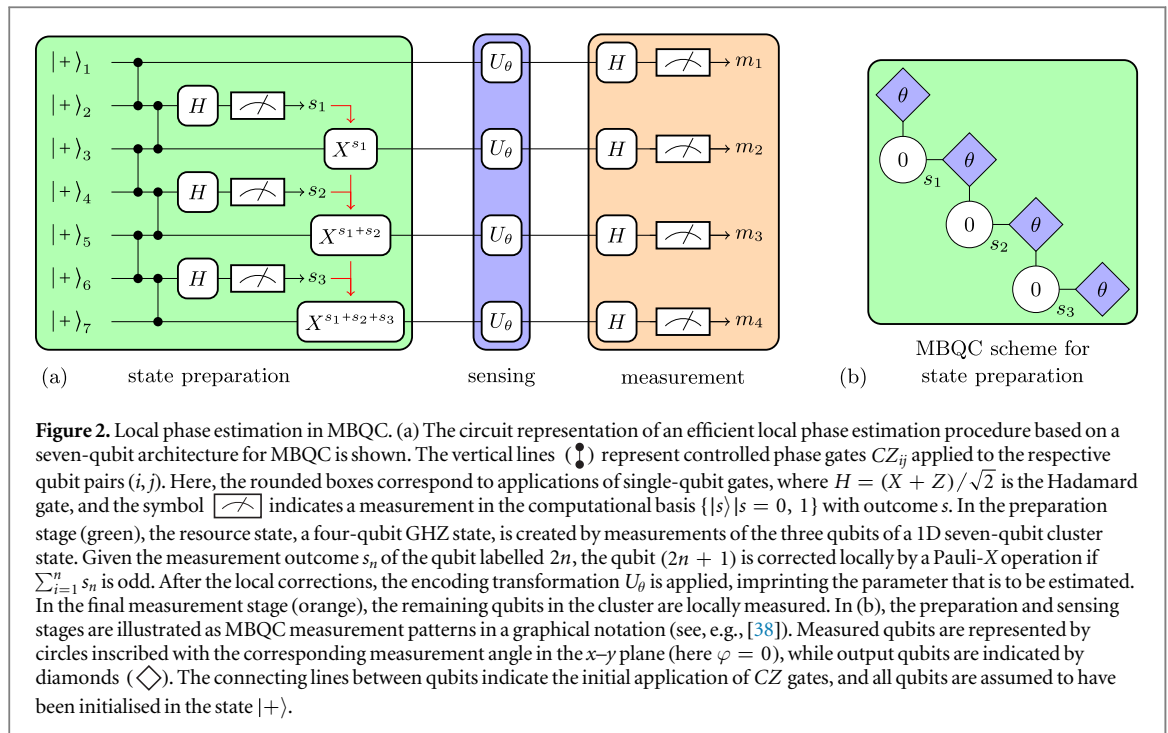 |+⟩₁ U_θ H m₁
|+⟩₂ H s₁
|+⟩₃ X^{s₁} U_θ H m₂
|+⟩₄ H s₂
|+⟩₅ X^{s₁+s₂} U_θ H m₃
|+⟩₆ H s₃
|+⟩₇ X^{s₁+s₂+s₃} U_θ H m₄
(a) state preparation sensing measurement
θ
0 s₁ θ
0 s₂ θ
0 s₃ θ
(b) MBQC scheme for
state preparation
Figure 2. Local phase estimation in MBQC. (a) The circuit representation of an efficient local phase estimation procedure based on a
seven-qubit architecture for MBQC is shown. The vertical lines ( ) represent controlled phase gates CZ_{ij} applied to the respective
qubit pairs (i, j). Here, the rounded boxes correspond to applications of single-qubit gates, where H = (X + Z)/√2 is the Hadamard
gate, and the symbol indicates a measurement in the computational basis {|s⟩|s = 0, 1} with outcome s. In the preparation
stage (green), the resource state, a four-qubit GHZ state, is created by measurements of the three qubits of a 1D seven-qubit cluster
state. Given the measurement outcome s_n of the qubit labelled 2n, the qubit (2n + 1) is corrected locally by a Pauli-X operation if
∑_{i=1}^{n} s_n is odd. After the local corrections, the encoding transformation U_θ is applied, imprinting the parameter that is to be estimated.
In the final measurement stage (orange), the remaining qubits in the cluster are locally measured. In (b), the preparation and sensing
stages are illustrated as MBQC measurement patterns in a graphical notation (see, e.g., [38]). Measured qubits are represented by
circles inscribed with the corresponding measurement angle in the x–y plane (here φ = 0), while output qubits are indicated by
diamonds (◇). The connecting lines between qubits indicate the initial application of CZ gates, and all qubits are assumed to have
been initialised in the state |+⟩.